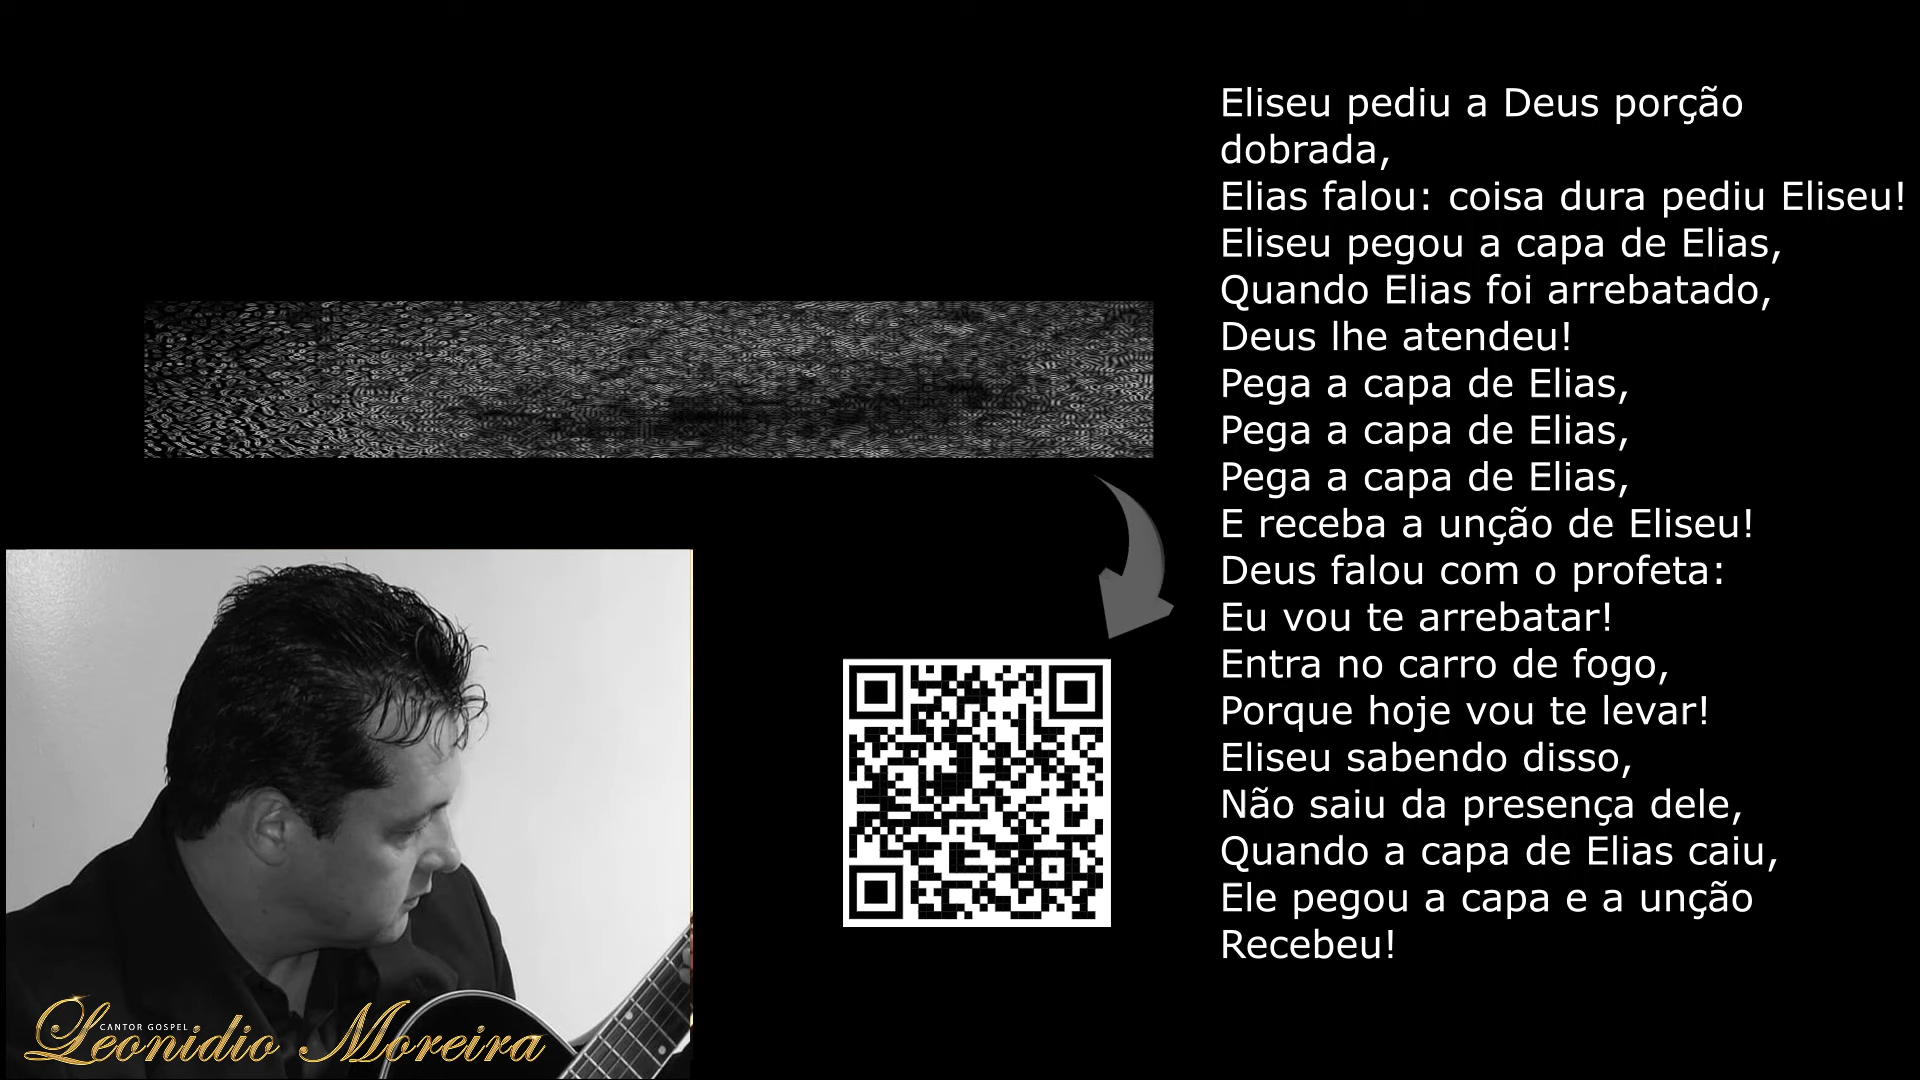 Eliseu pediu a Deus porção
dobrada,
Elias falou: coisa dura pediu Eliseu!
Eliseu pegou a capa de Elias,
Quando Elias foi arrebatado,
Deus lhe atendeu!
Pega a capa de Elias,
Pega a capa de Elias,
Pega a capa de Elias,
E receba a unção de Eliseu!
Deus falou com o profeta:
Eu vou te arrebatar!
Entra no carro de fogo,
Porque hoje vou te levar!
Eliseu sabendo disso,
Não saiu da presença dele,
Quando a capa de Elias caiu,
Ele pegou a capa e a unção
Recebeu!
CANTOR GOSPEL
Leonidio Moreira